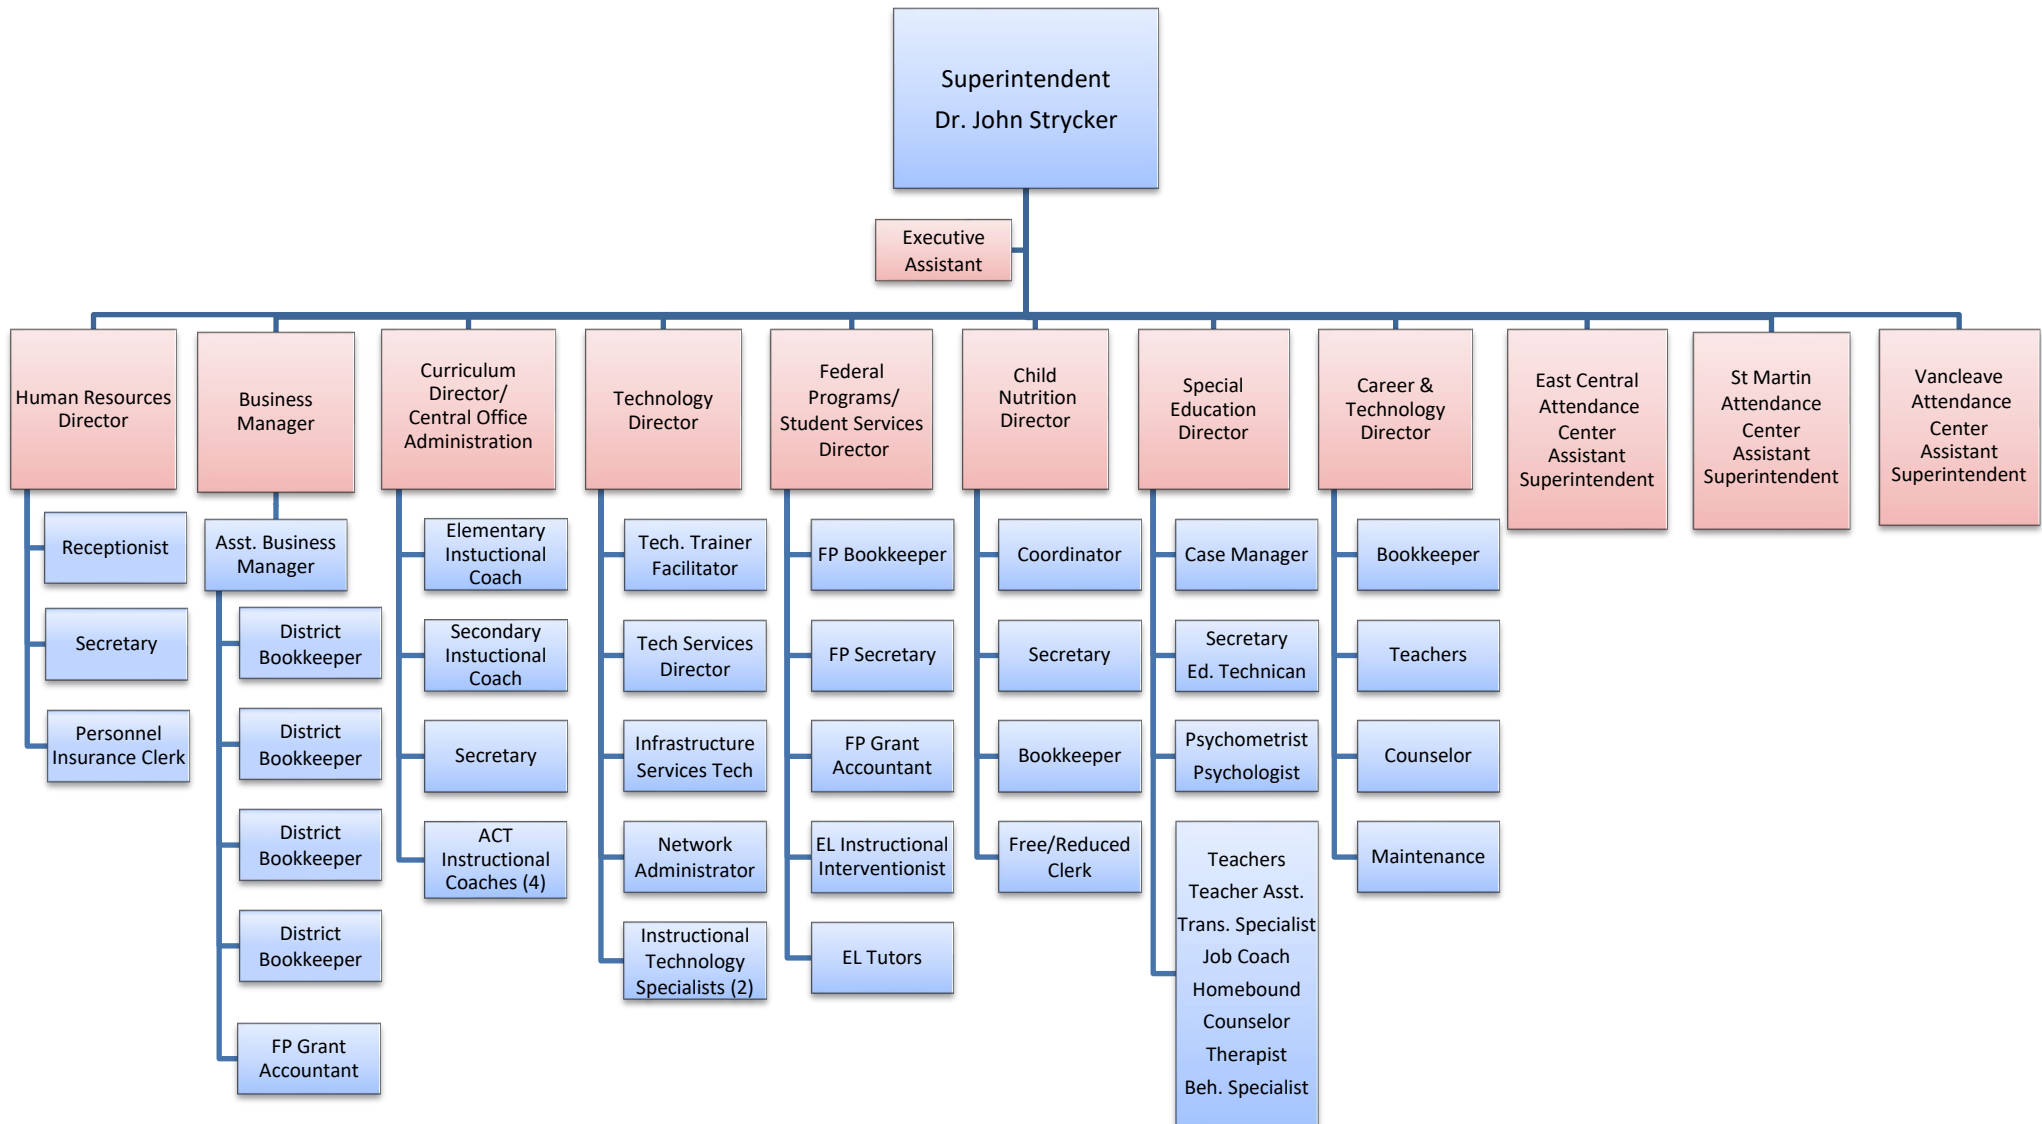 Superintendent
Dr. John Strycker
Executive
Assistant
Human Resources
Director
Business
Manager
Curriculum
Director/
Central Office
Administration
Technology
Director
Federal
Programs/
Student Services
Director
Child
Nutrition
Director
Special
Education
Director
Career &
Technology
Director
East Central
Attendance
Center
Assistant
Superintendent
St Martin
Attendance
Center
Assistant
Superintendent
Vancleave
Attendance
Center
Assistant
Superintendent
Receptionist
Secretary
Personnel
Insurance Clerk
Asst. Business
Manager
District
Bookkeeper
District
Bookkeeper
District
Bookkeeper
District
Bookkeeper
FP Grant
Accountant
Elementary
Instuctional
Coach
Secondary
Instuctional
Coach
Secretary
ACT
Instructional
Coaches (4)
Tech. Trainer
Facilitator
Tech Services
Director
Infrastructure
Services Tech
Network
Administrator
Instructional
Technology
Specialists (2)
FP Bookkeeper
FP Secretary
FP Grant
Accountant
EL Instructional
Interventionist
EL Tutors
Coordinator
Secretary
Bookkeeper
Free/Reduced
Clerk
Case Manager
Secretary
Ed. Technican
Psychometrist
Psychologist
Teachers
Teacher Asst.
Trans. Specialist
Job Coach
Homebound
Counselor
Therapist
Beh. Specialist
Bookkeeper
Teachers
Counselor
Maintenance